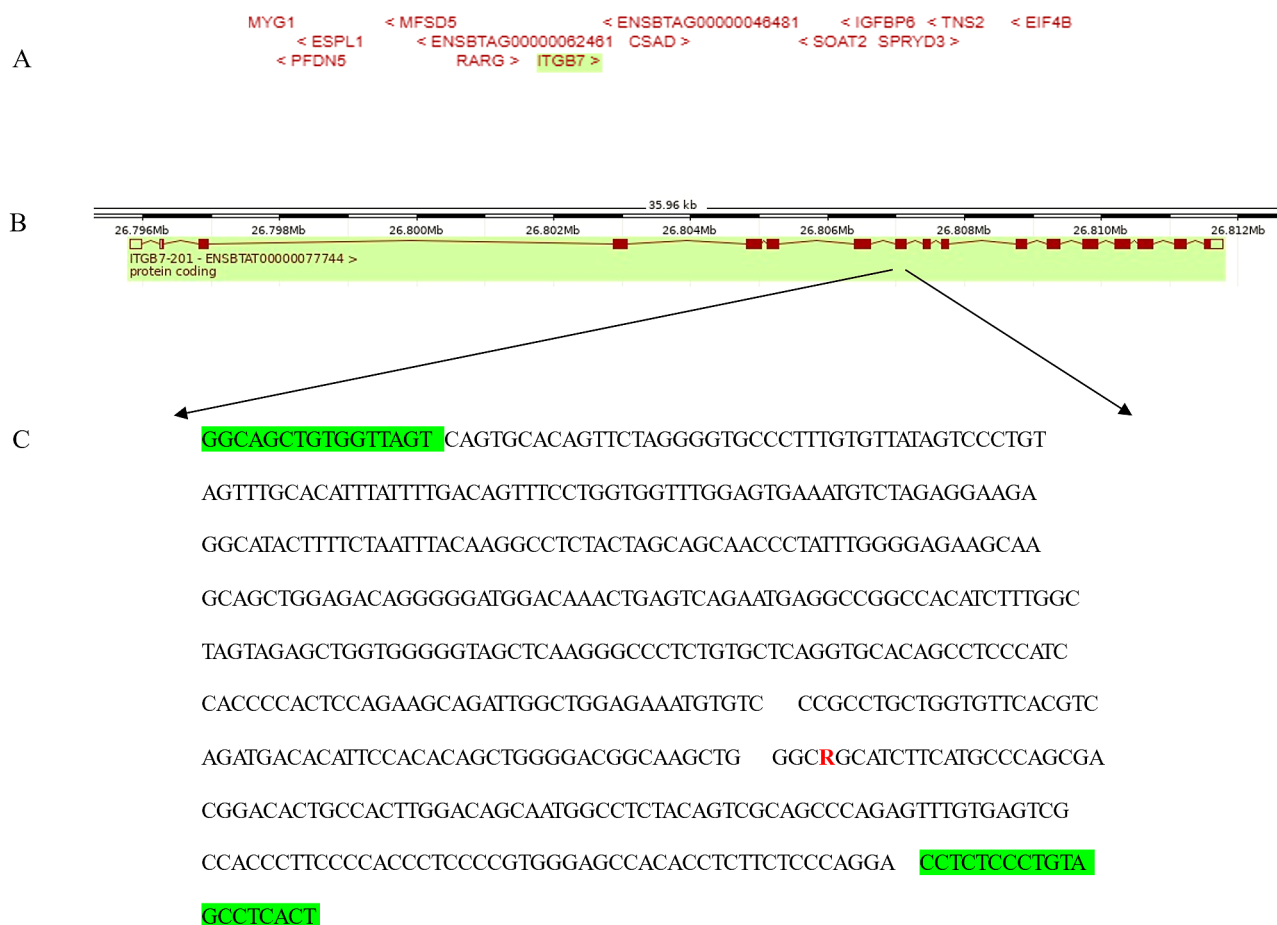 MYG1 < MFSD5 < ENSBTAG00000046481 < IGFBP6 < TNS2 < EIF4B
< ESPL1 < ENSBTAG00000062461 CSAD > < SOAT2 SPRYD3 >
A
< PFDN5 RARG > ITGB7 >
35.96 kb
B
26.796Mb 26.798Mb 26.800Mb 26.802Mb 26.804Mb 26.806Mb 26.808Mb 26.810Mb 26.812Mb
ITGB7-201 - ENSBTAT00000077744 >
protein coding
C
GGCAGCTGTGGTTAGT CAGTGCACAGTTCTAGGGGTGCCCTTTGTGTTATAGTCCCTGT
AGTTTGCACATTTATTTTGACAGTTTCCTGGTGGTTTGGAGTGAAATGTCTAGAGGAAGA
GGCATACTTTTCTAATTTACAAGGCCTCTACTAGCAGCAACCCTATTTGGGGAGAAGCAA
GCAGCTGGAGACAGGGGGATGGACAAACTGAGTCAGAATGAGGCCGGCCACATCTTTGGC
TAGTAGAGCTGGTGGGGGTAGCTCAAGGGCCCTCTGTGCTCAGGTGCACAGCCTCCCATC
CACCCCACTCCAGAAGCAGATTGGCTGGAGAAATGTGTC CCGCCTGCTGGTGTTCACGTC
AGATGACACATTCCACACAGCTGGGGACGGCAAGCTG GGCRGCATCTTCATGCCCAGCGA
CGGACACTGCCACTTGGACAGCAATGGCCTCTACAGTCGCAGCCCAGAGTTTGTGAGTCG
CCACCCTTCCCCACCCTCCCCGTGGGAGCCACACCTCTTCTCCCAGGA CCTCTCCCTGTA
GCCTCACT